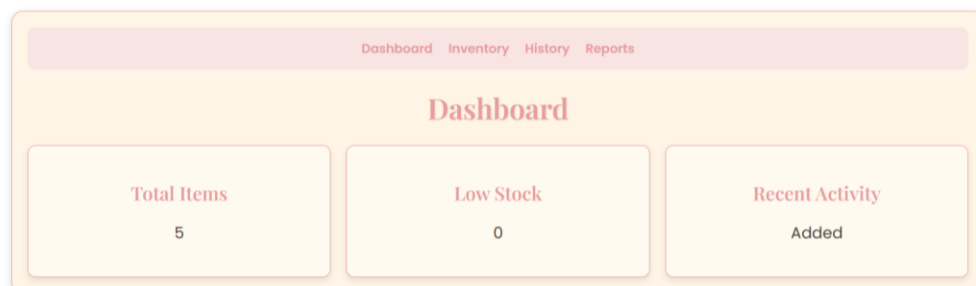 Dashboard Inventory History Reports
Dashboard
Total Items
5
Low Stock
0
Recent Activity
Added